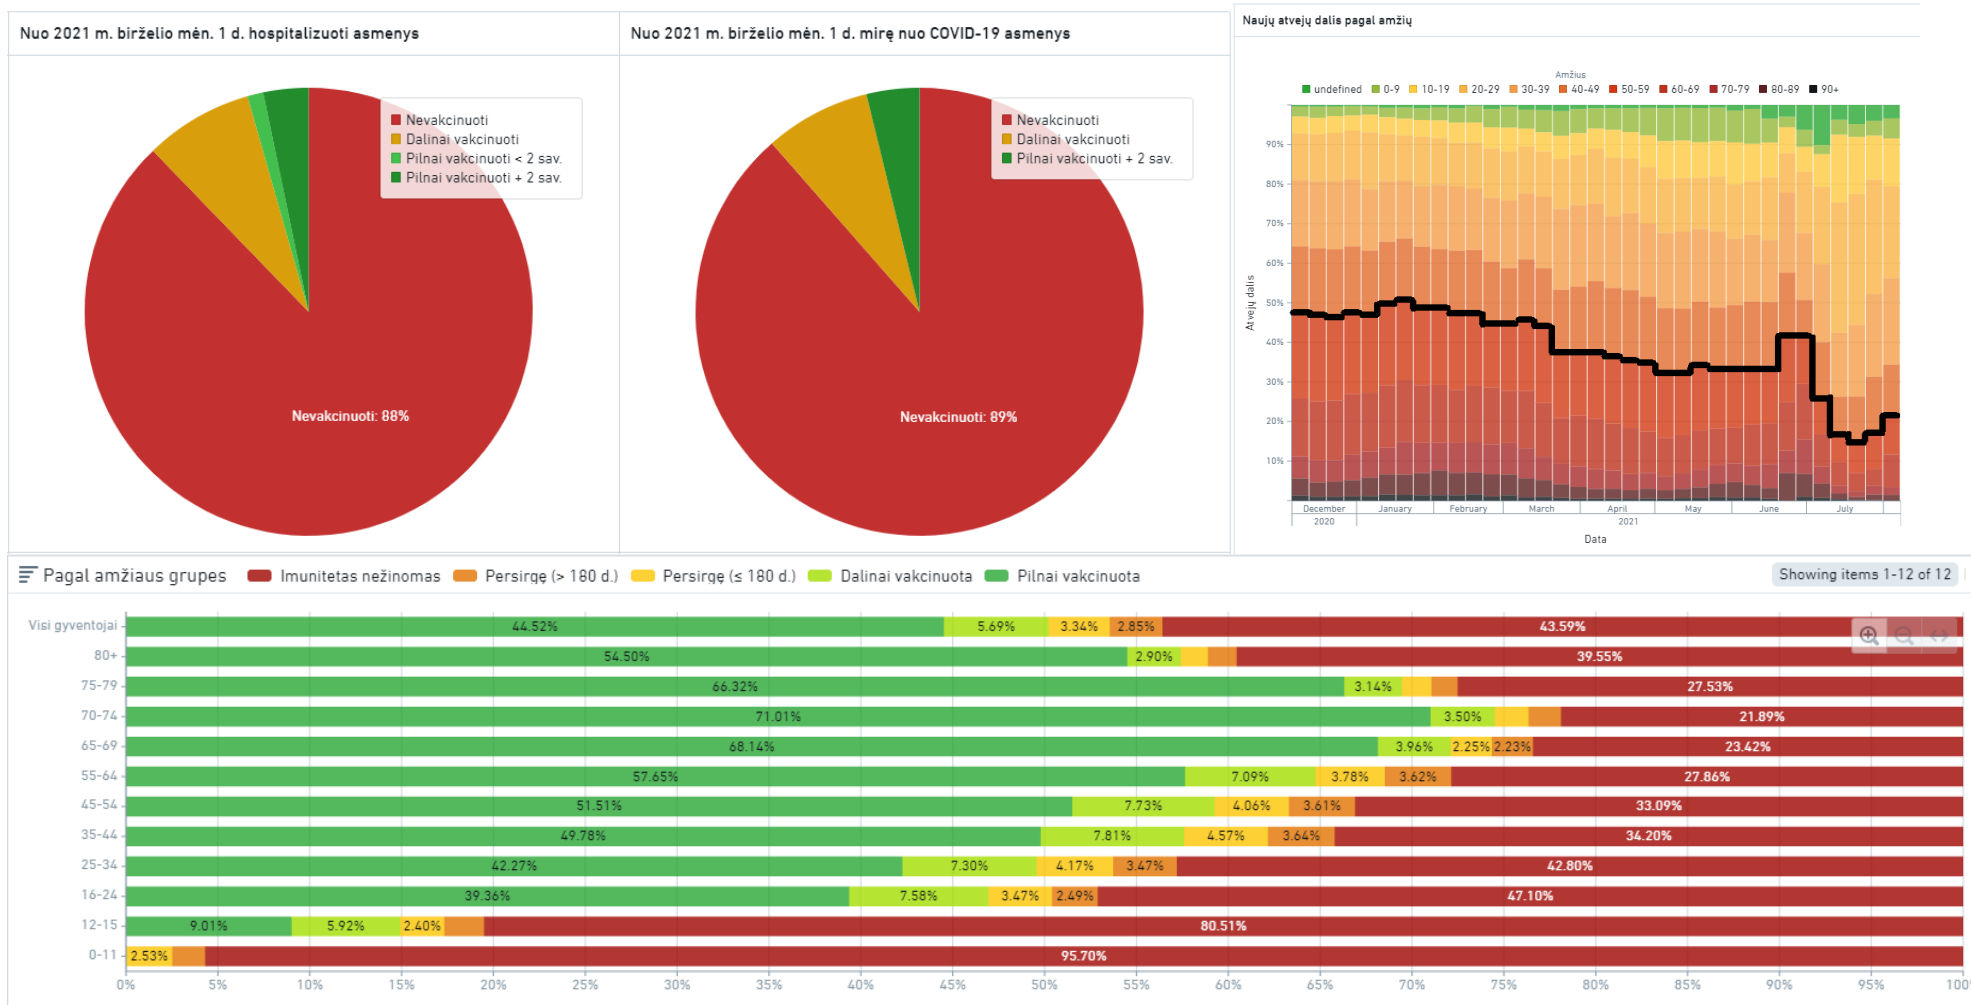 Nuo 2021 m. birželio mėn. 1 d. hospitalizuoti asmenys
Nevakcinuoti
Dalinai vakcinuoti
Pilnai vakcinuoti < 2 sav.
Pilnai vakcinuoti + 2 sav.
Nevakcinuoti: 88%
Nuo 2021 m. birželio mėn. 1 d. mirę nuo COVID-19 asmenys
Nevakcinuoti
Dalinai vakcinuoti
Pilnai vakcinuoti + 2 sav.
Nevakcinuoti: 89%
Naujų atvejų dalis pagal amžių
Amžius
undefined 0-9 10-19 20-29 30-39 40-49 50-59 60-69 70-79 80-89 90+
90%
80%
70%
60%
50%
40%
30%
20%
10%
Atvejų dalis
December January February March April May June July
2020 2021
Data
Pagal amžiaus grupes Imunitetas nežinomas Persirgę (> 180 d.) Persirgę (≤ 180 d.) Dalinai vakcinuota Pilnai vakcinuota Showing items 1-12 of 12
Visi gyventojai 44.52% 5.69% 3.34% 2.85% 43.59%
80+ 54.50% 2.90% 39.55%
75-79 66.32% 3.14% 27.53%
70-74 71.01% 3.50% 21.89%
65-69 68.14% 3.96% 2.25% 2.23% 23.42%
55-64 57.65% 7.09% 3.78% 3.62% 27.86%
45-54 51.51% 7.73% 4.06% 3.61% 33.09%
35-44 49.78% 7.81% 4.57% 3.64% 34.20%
25-34 42.27% 7.30% 4.17% 3.47% 42.80%
16-24 39.36% 7.58% 3.47% 2.49% 47.10%
12-15 9.01% 5.92% 2.40% 80.51%
0-11 2.53% 95.70%
0% 5% 10% 15% 20% 25% 30% 35% 40% 45% 50% 55% 60% 65% 70% 75% 80% 85% 90% 95% 100